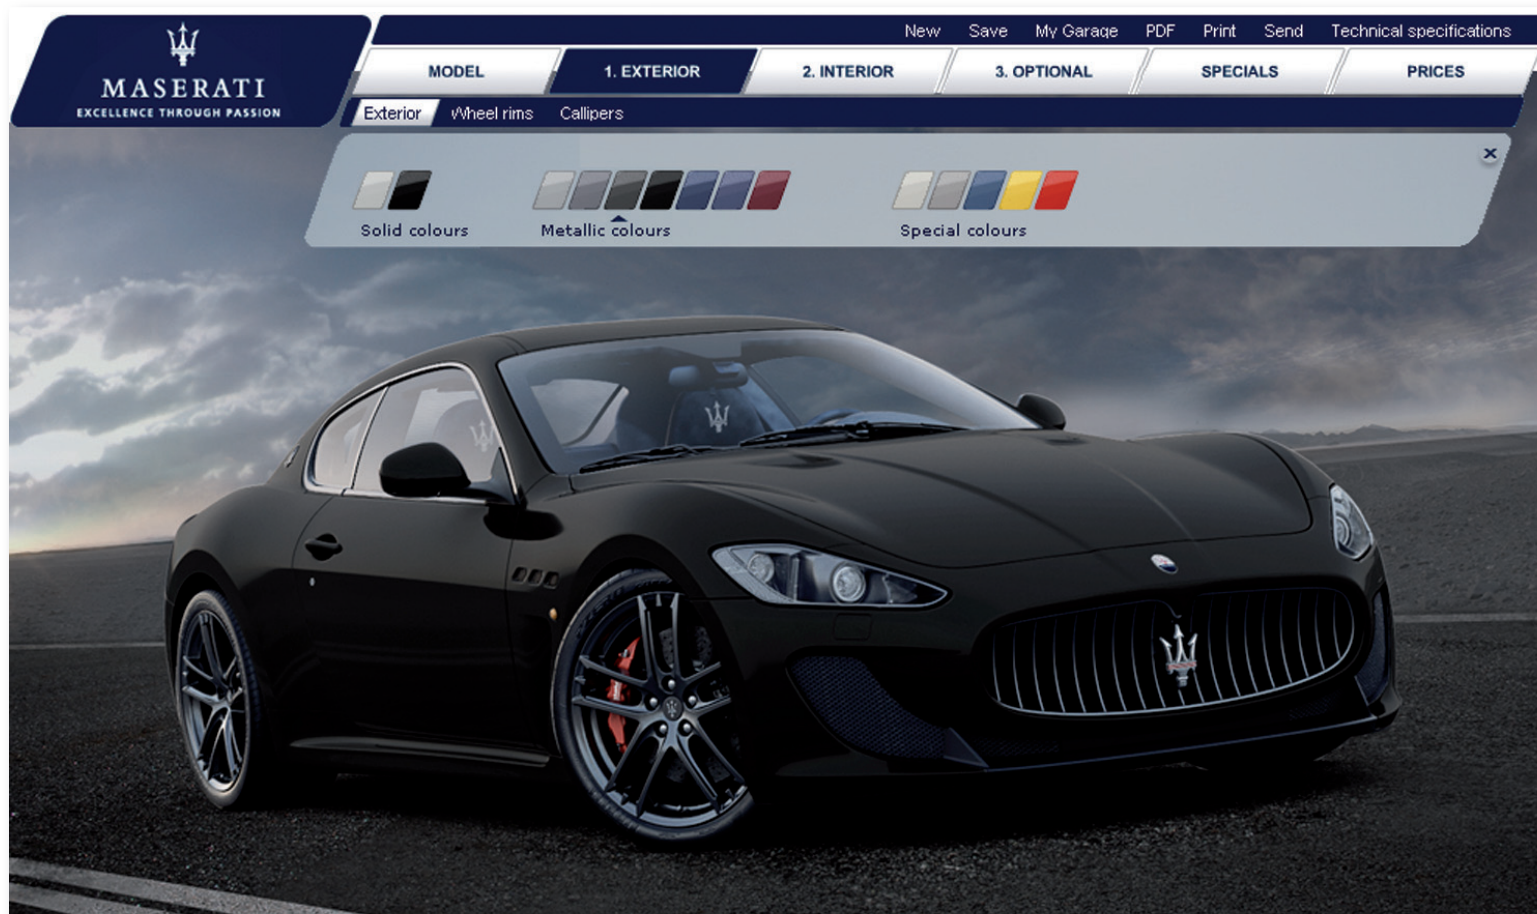 New Save My Garage PDF Print Send Technical specifications
MASERATI
EXCELLENCE THROUGH PASSION
MODEL 1. EXTERIOR 2. INTERIOR 3. OPTIONAL SPECIALS PRICES
Exterior Wheel rims Callipers
Solid colours Metallic colours Special colours